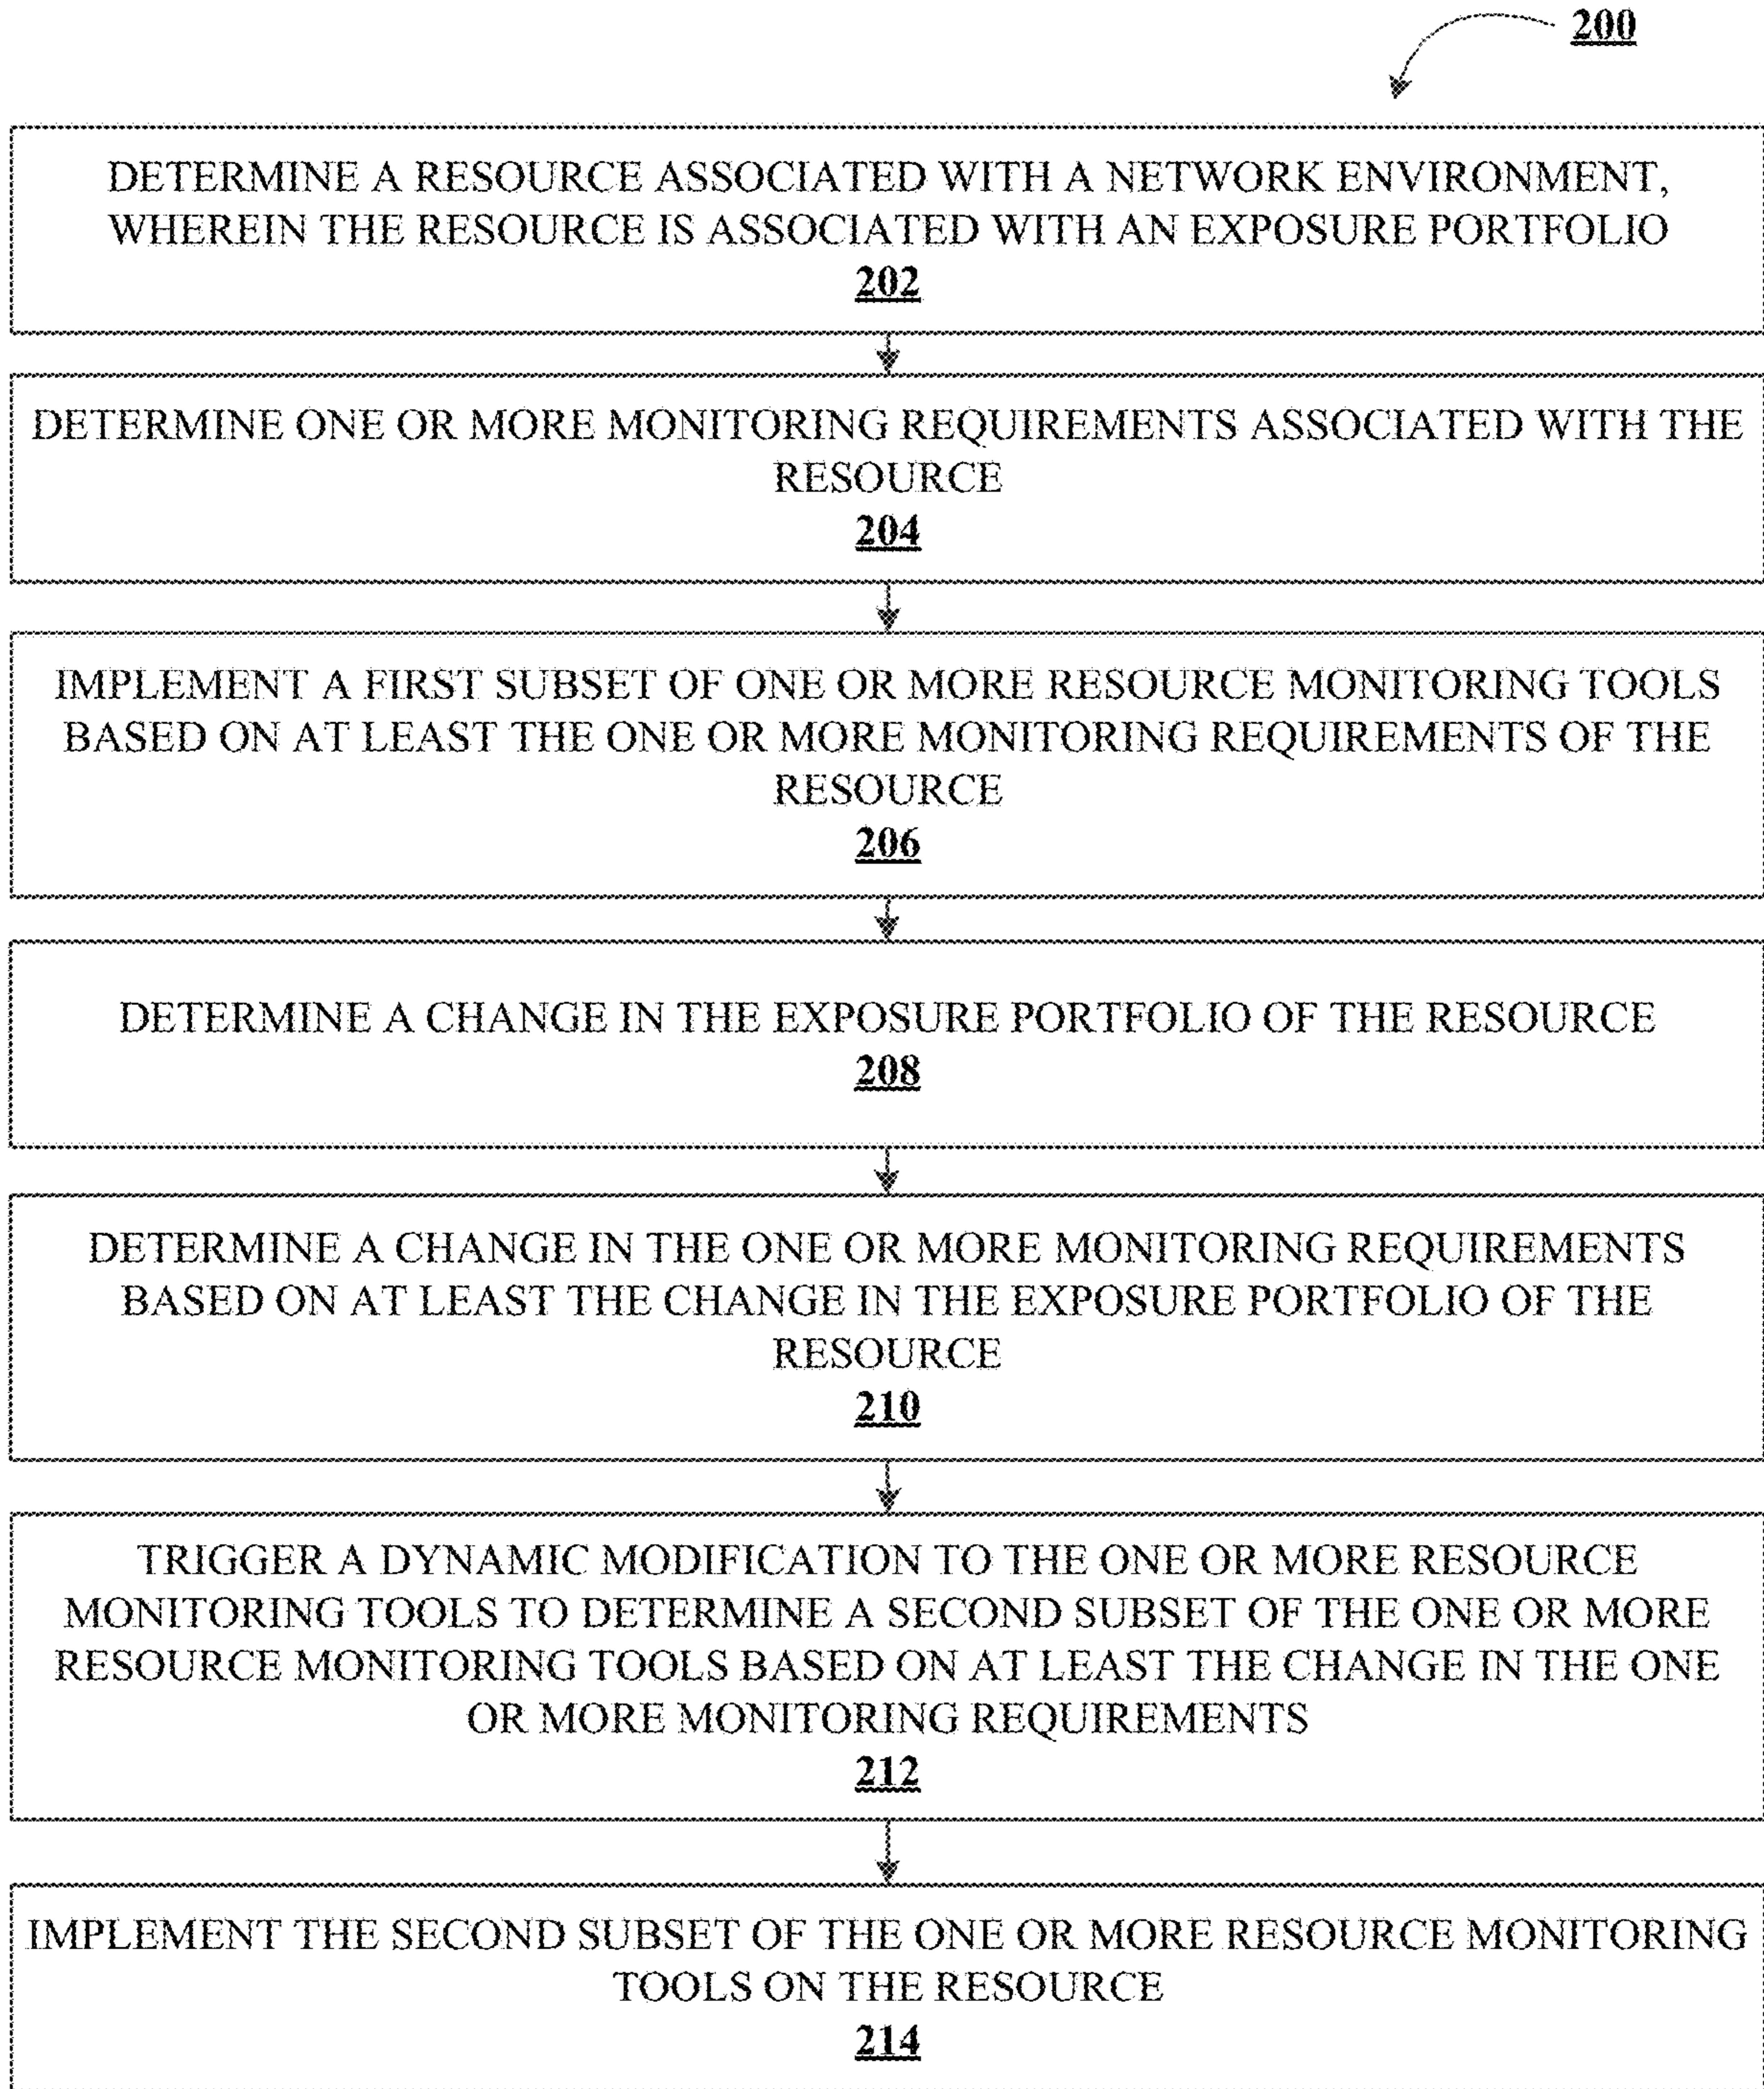 200
DETERMINE A RESOURCE ASSOCIATED WITH A NETWORK ENVIRONMENT,
WHEREIN THE RESOURCE IS ASSOCIATED WITH AN EXPOSURE PORTFOLIO
202
DETERMINE ONE OR MORE MONITORING REQUIREMENTS ASSOCIATED WITH THE
RESOURCE
204
IMPLEMENT A FIRST SUBSET OF ONE OR MORE RESOURCE MONITORING TOOLS
BASED ON AT LEAST THE ONE OR MORE MONITORING REQUIREMENTS OF THE
RESOURCE
206
DETERMINE A CHANGE IN THE EXPOSURE PORTFOLIO OF THE RESOURCE
208
DETERMINE A CHANGE IN THE ONE OR MORE MONITORING REQUIREMENTS
BASED ON AT LEAST THE CHANGE IN THE EXPOSURE PORTFOLIO OF THE
RESOURCE
210
TRIGGER A DYNAMIC MODIFICATION TO THE ONE OR MORE RESOURCE
MONITORING TOOLS TO DETERMINE A SECOND SUBSET OF THE ONE OR MORE
RESOURCE MONITORING TOOLS BASED ON AT LEAST THE CHANGE IN THE ONE
OR MORE MONITORING REQUIREMENTS
212
IMPLEMENT THE SECOND SUBSET OF THE ONE OR MORE RESOURCE MONITORING
TOOLS ON THE RESOURCE
214